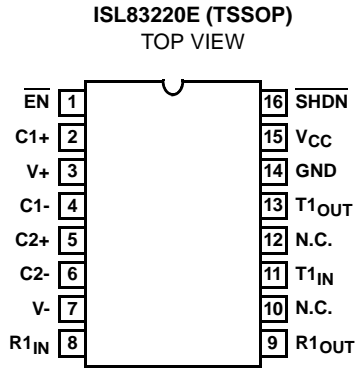 ISL83220E (TSSOP)
TOP VIEW
EN 1 16 SHDN
C1+ 2 15 VCC
V+ 3 14 GND
C1- 4 13 T1OUT
C2+ 5 12 N.C.
C2- 6 11 T1IN
V- 7 10 N.C.
R1IN 8 9 R1OUT